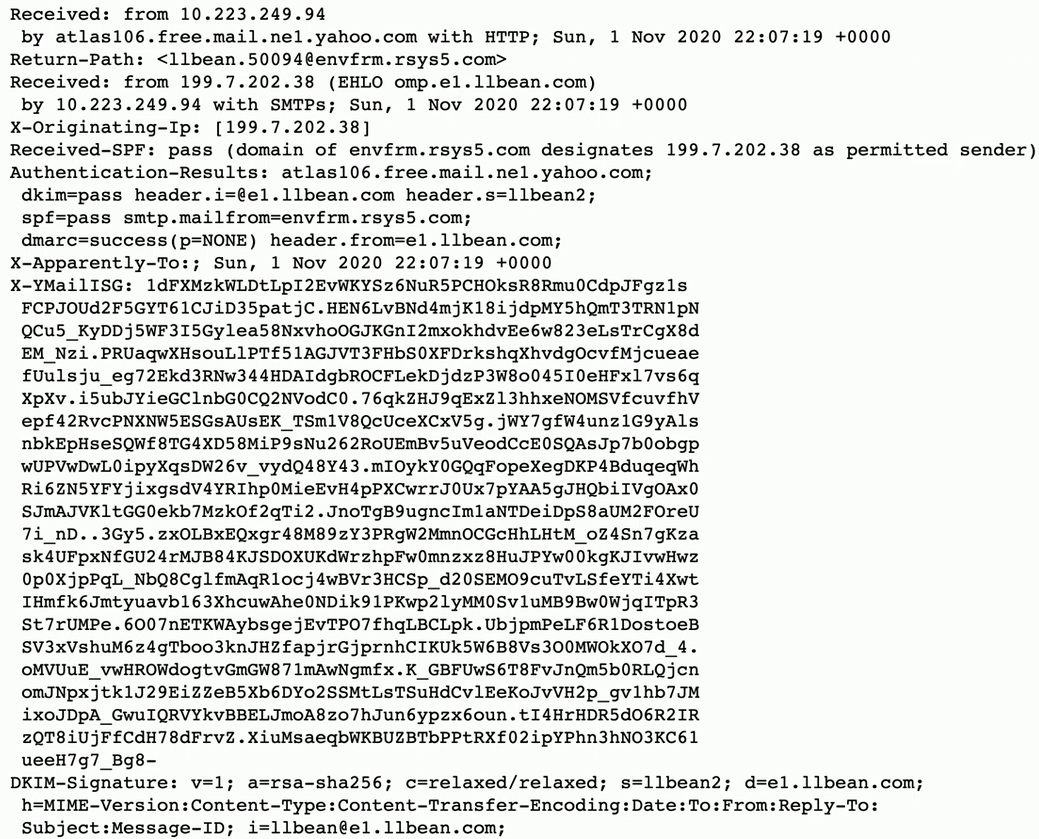 Received: from 10.223.249.94
by atlas106.free.mail.ne1.yahoo.com with HTTP; Sun, 1 Nov 2020 22:07:19 +0000
Return-Path: <llbean.50094@envfrm.rsys5.com>
Received: from 199.7.202.38 (EHLO omp.e1.llbean.com)
by 10.223.249.94 with SMTPs; Sun, 1 Nov 2020 22:07:19 +0000
X-Originating-Ip: [199.7.202.38]
Received-SPF: pass (domain of envfrm.rsys5.com designates 199.7.202.38 as permitted sender)
Authentication-Results: atlas106.free.mail.ne1.yahoo.com;
dkim=pass header.i=@e1.llbean.com header.s=llbean2;
spf=pass smtp.mailfrom=envfrm.rsys5.com;
dmarc=success(p=NONE) header.from=e1.llbean.com;
X-Apparently-To:; Sun, 1 Nov 2020 22:07:19 +0000
X-YMailISG: 1dFXMzkWLDtLpI2EvWKYSz6NuR5PCHOksR8Rmu0CdpJFgz1s
FCPJOUd2F5GYT61CJiD35patjC.HEN6LvBNd4mjK18ijdpMY5hQmT3TRN1pN
QCu5_KyDDj5WF3I5Gylea58NxvhoOGJKGnI2mxokhdvEe6w823eLsTrCgX8d
EM_Nzi.PRUaqwXHsouLlPTf51AGJVT3FHbS0XFDrkshqXhvdgOcvfMjcueae
fUulsju_eg72Ekd3RNw344HDAIdgbROCFLekDjdzP3W8o045I0eHFxl7vs6q
XpXv.i5ubJYieGClnbG0CQ2NVodC0.76qkZHJ9qExZl3hhxeNOMSVfcuvfhV
epf42RvcPNXNW5ESGsAUsEK_TSm1V8QcUceXCxV5g.jWY7gfW4unz1G9yAls
nbkEpHseSQWf8TG4XD58MiP9sNu262RoUEmBv5uVeodCcE0SQAsJp7b0obgp
wUPVwDwL0ipyXqsDW26v_vydQ48Y43.mIOykY0GQqFopeXegDKP4BduqeqWh
Ri6ZN5YFYjixgsdV4YRIhp0MieEvH4pPXCwrrJ0Ux7pYAA5gJHQbiIVgOAx0
SJmAJVKltGG0ekb7MzkOf2qTi2.JnoTgB9ugncIm1aNTDeiDpS8aUM2FOreU
7i_nD..3Gy5.zxOLBxEQxgr48M89zY3PRgW2MmnOCGcHhLHtM_oZ4Sn7gKza
sk4UFpxNfGU24rMJB84KJSDOXUKdWrzhpFw0mnzxz8HuJPYw00kgKJIvwHwz
0p0XjpPqL_NbQ8CglfmAqR1ocj4wBVr3HCSp_d20SEMO9cuTvLSfeYTi4Xwt
IHmfk6Jmtyuavb163XhcuwAhe0NDik91PKwp2lyMM0Sv1uMB9Bw0WjqITpR3
St7rUMPe.6O07nETKWAybsgejEvTPO7fhqLBCLpk.UbjpmPeLF6R1DostoeB
SV3xVshuM6z4gTboo3knJHZfapjrGjprnhCIKUk5W6B8Vs3O0MWOkXO7d_4.
oMVUuE_vwHROWdogtvGmGW871mAwNgmfx.K_GBFUwS6T8FvJnQm5b0RLQjcn
omJNpxjtk1J29EiZZeB5Xb6DYo2SSMtLsTSuHdCvlEeKoJvVH2p_gv1hb7JM
ixoJDpA_GwuIQRVYkvBBELJmoA8zo7hJun6ypzx6oun.tI4HrHDR5dO6R2IR
zQT8iUjFfCdH78dFrvZ.XiuMsaeqbWKBUZBTbPPtRXf02ipYPhn3hNO3KC61
ueeH7g7_Bg8-
DKIM-Signature: v=1; a=rsa-sha256; c=relaxed/relaxed; s=llbean2; d=e1.llbean.com;
h=MIME-Version:Content-Type:Content-Transfer-Encoding:Date:To:From:Reply-To:
Subject:Message-ID; i=llbean@e1.llbean.com;